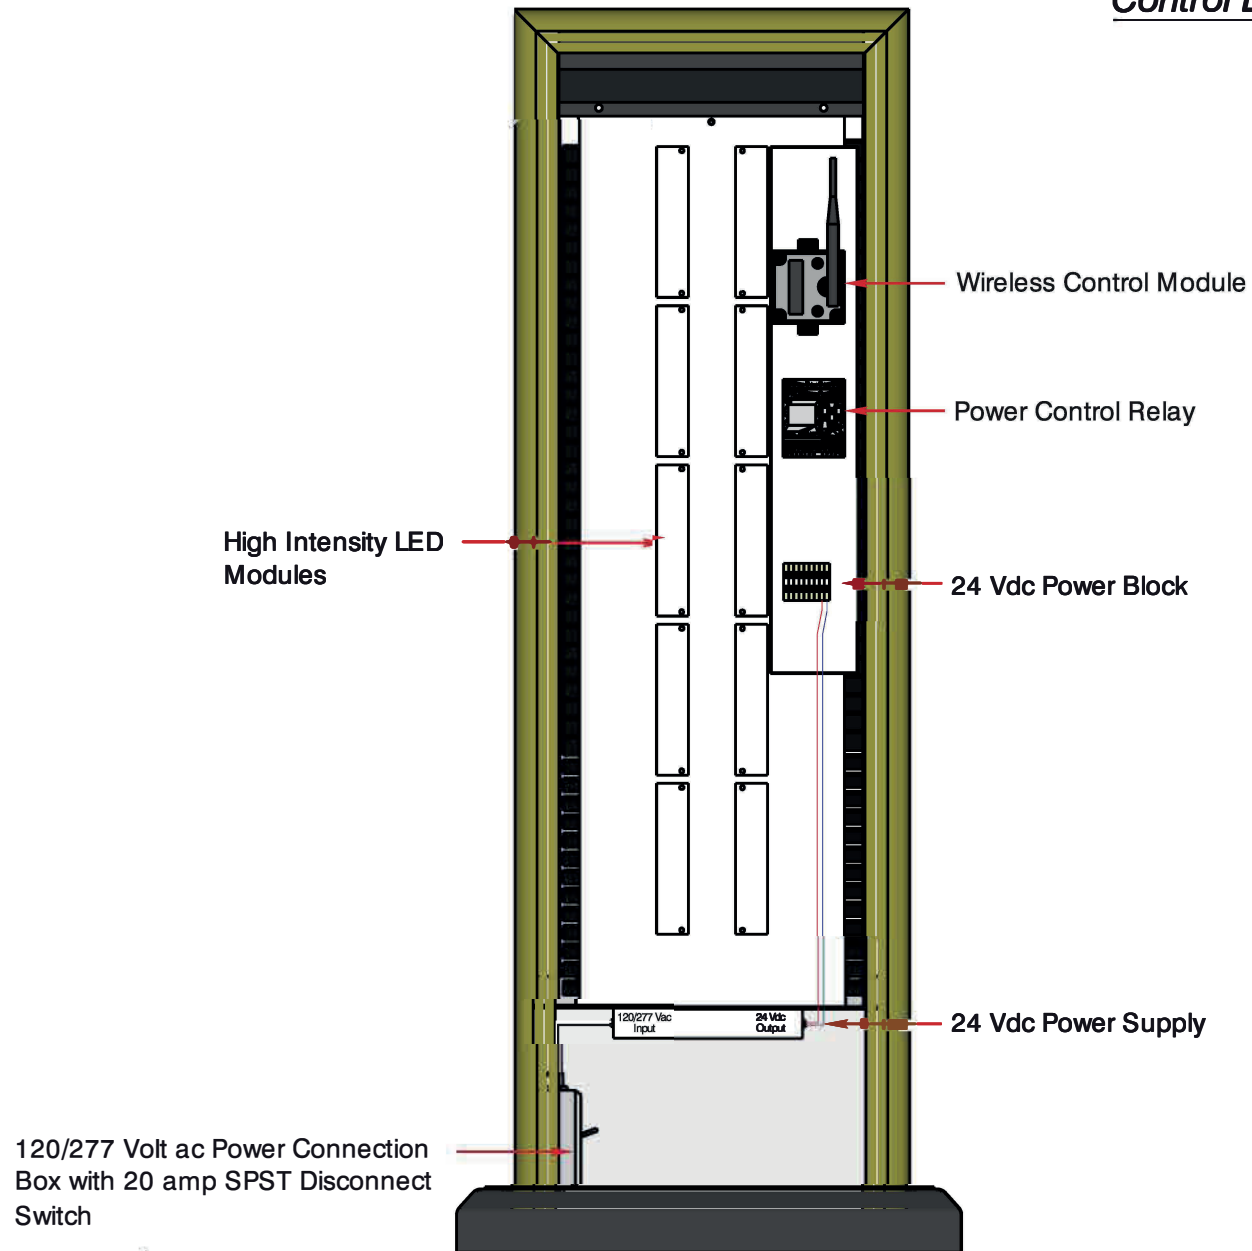 Control
Wireless Control Module
Power Control Relay
High Intensity LED
Modules
24 Vdc Power Block
120/277 Vac
Input
24 Vdc
Output
24 Vdc Power Supply
120/277 Volt ac Power Connection
Box with 20 amp SPST Disconnect
Switch